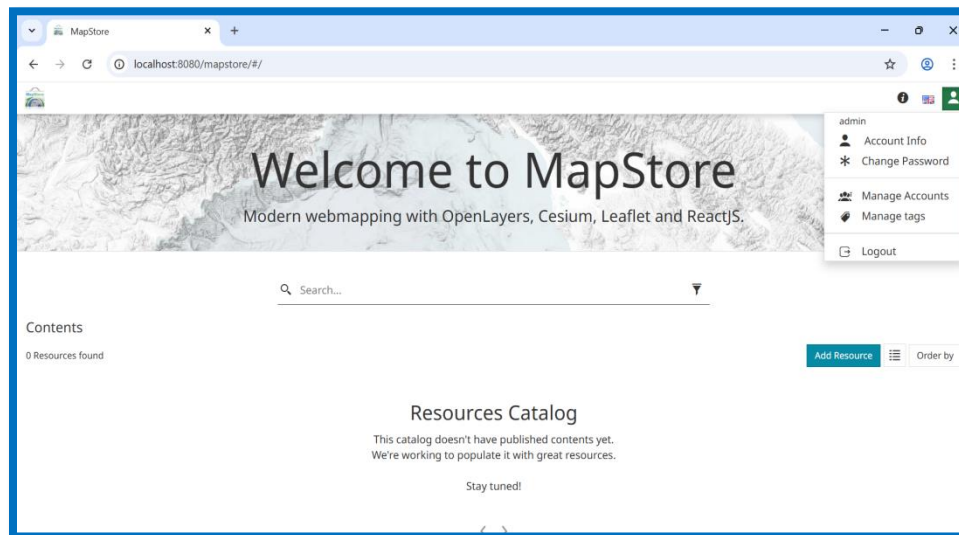 MapStore
localhost:8080/mapstore/#/
admin
Account Info
Change Password
Manage Accounts
Manage tags
Logout
Welcome to MapStore
Modern webmapping with OpenLayers, Cesium, Leaflet and ReactJS.
Search...
Contents
0 Resources found
Add Resource
Order by
Resources Catalog
This catalog doesn't have published contents yet.
We're working to populate it with great resources.
Stay tuned!